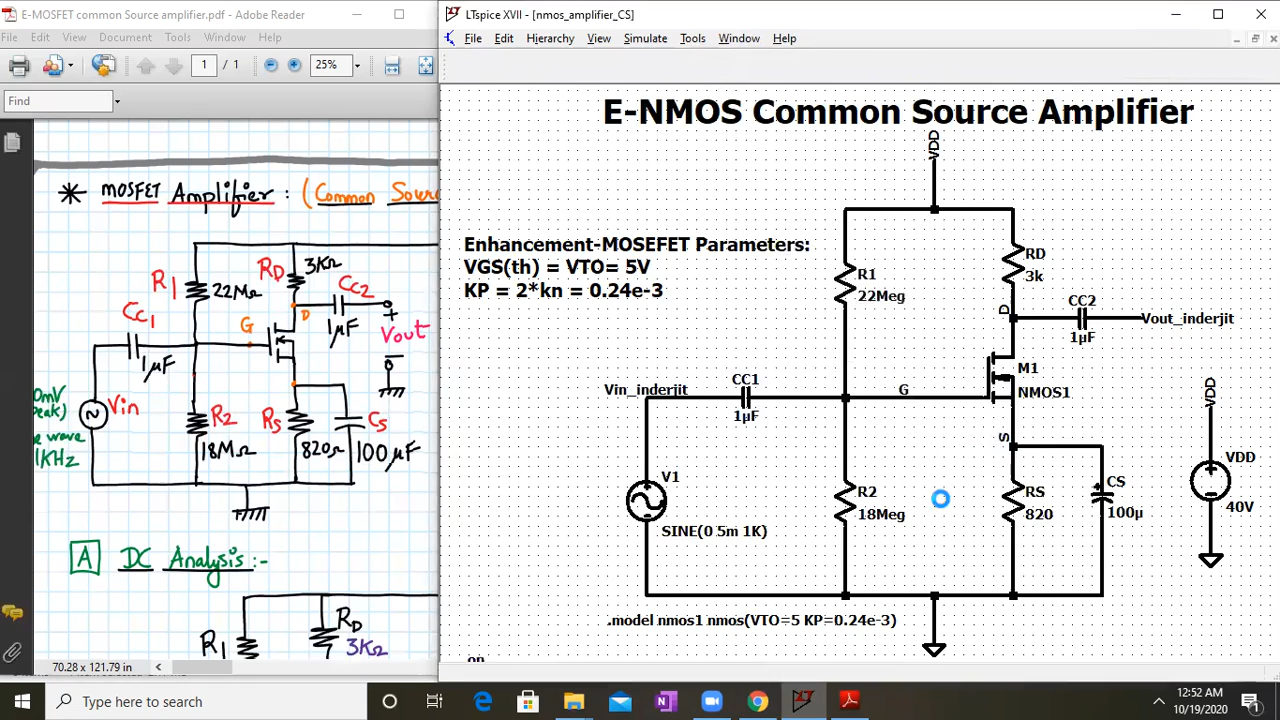 E-MOSFET common Source amplifier.pdf - Adobe Reader
File Edit View Document Tools Window Help
1 / 1 25%
Find
* MOSFET Amplifier : (Common Sour
R1
22MΩ
RD
3KΩ
CC2
1μF
+
Vout
CC1
1μF
G
D
0mV
peak)
e wave
1KHz
Vin
R2
18MΩ
RS
820Ω
CS
100μF
A DC Analysis :-
R1
RD
3KΩ
70.28 x 121.79 in
LTspice XVII - [nmos_amplifier_CS]
File Edit Hierarchy View Simulate Tools Window Help
E-NMOS Common Source Amplifier
VDD
Enhancement-MOSEFET Parameters:
VGS(th) = VTO= 5V
KP = 2*kn = 0.24e-3
R1
22Meg
RD
3k
D
CC2
1µF
Vout_inderjit
M1
NMOS1
Vin_inderjit
CC1
1µF
G
S
VDD
V1
SINE(0 5m 1K)
R2
18Meg
RS
820
CS
100µ
VDD
40V
.model nmos1 nmos(VTO=5 KP=0.24e-3)
Type here to search
12:52 AM
10/19/2020
1